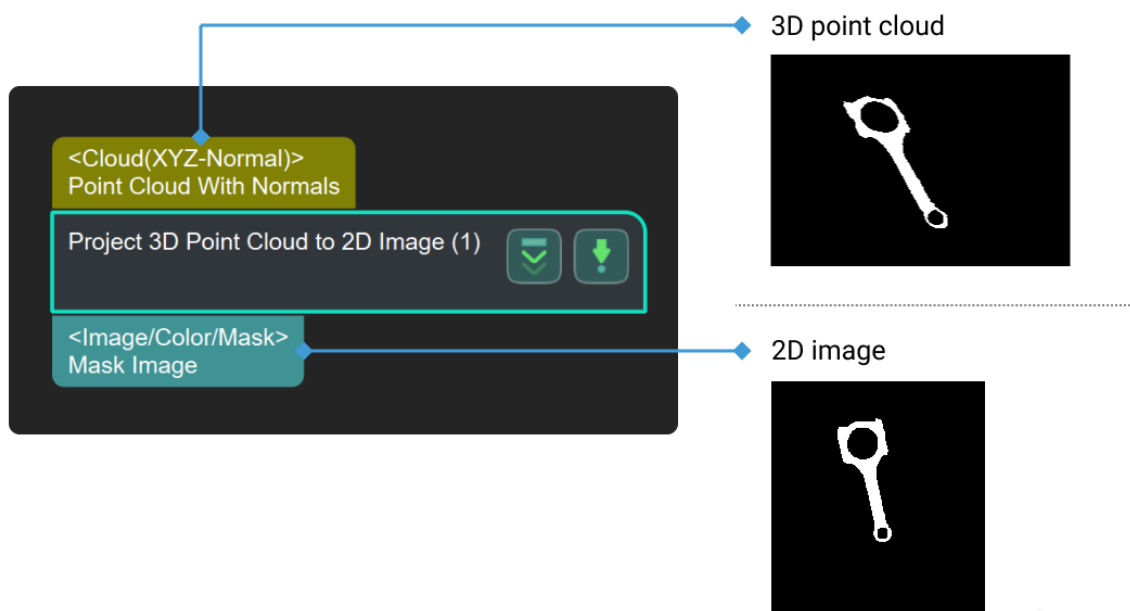 3D point cloud
<Cloud(XYZ-Normal)>
Point Cloud With Normals
Project 3D Point Cloud to 2D Image (1)
<Image/Color/Mask>
Mask Image
2D image